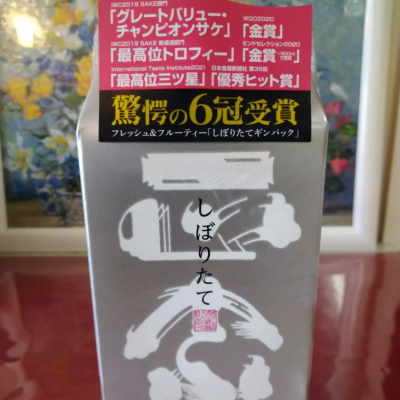 IWC2019 SAKE部門
「グレートバリュー・
チャンピオンサケ」
WGO2020
「金賞」
IWC2019 SAKE 普通酒部門
「最高位トロフィー」
モンドセレクション2020
「金賞」
International Taste Institute2021
「最高位三ツ星」
日本食糧新聞社 第38回
「優秀ヒット賞」
驚愕の6冠受賞
フレッシュ&フルーティー「しぼりたてギンパック」
しぼりたて